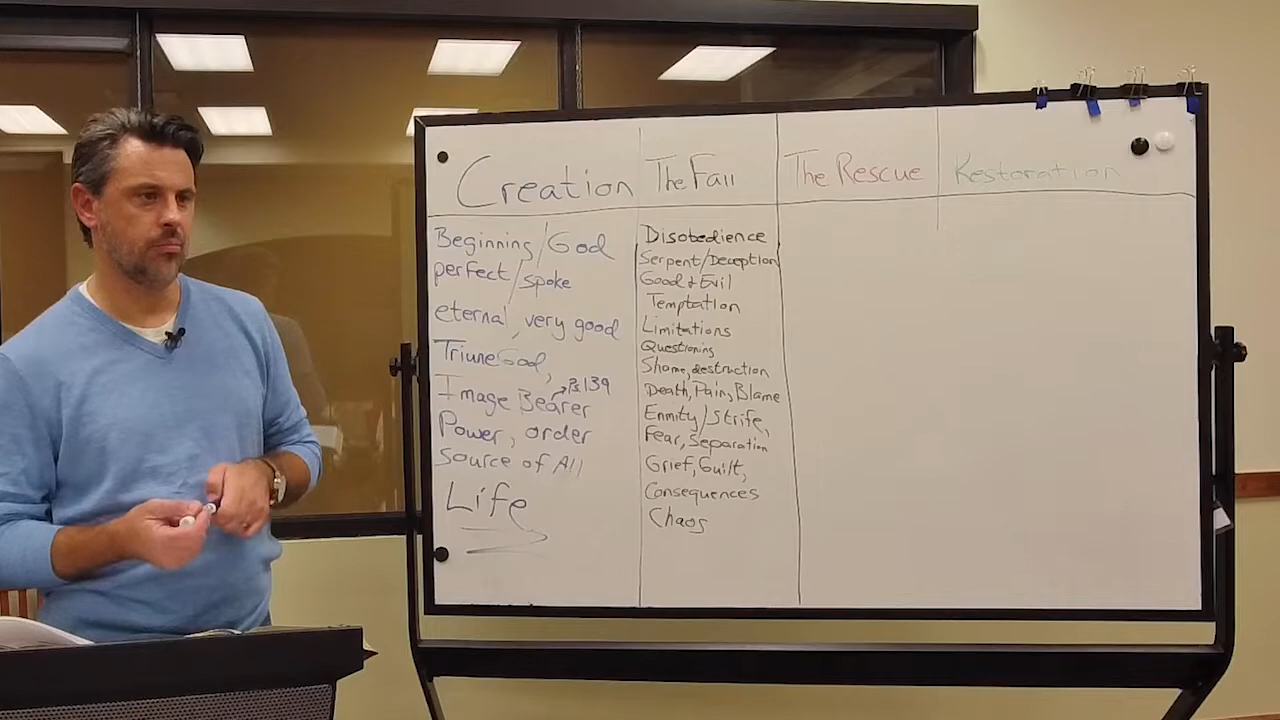 Creation
The Fall
The Rescue
Restoration
Beginning/God
perfect/spoke
eternal, very good
Triune God,
Image Bearer → Ps. 139
Power, order
Source of All
Life
Disobedience
Serpent/Deception
Good & Evil
Temptation
Limitations
Questioning
Shame, destruction
Death, Pain, Blame
Enmity/Strife,
Fear, Separation
Grief, Guilt,
Consequences
Chaos